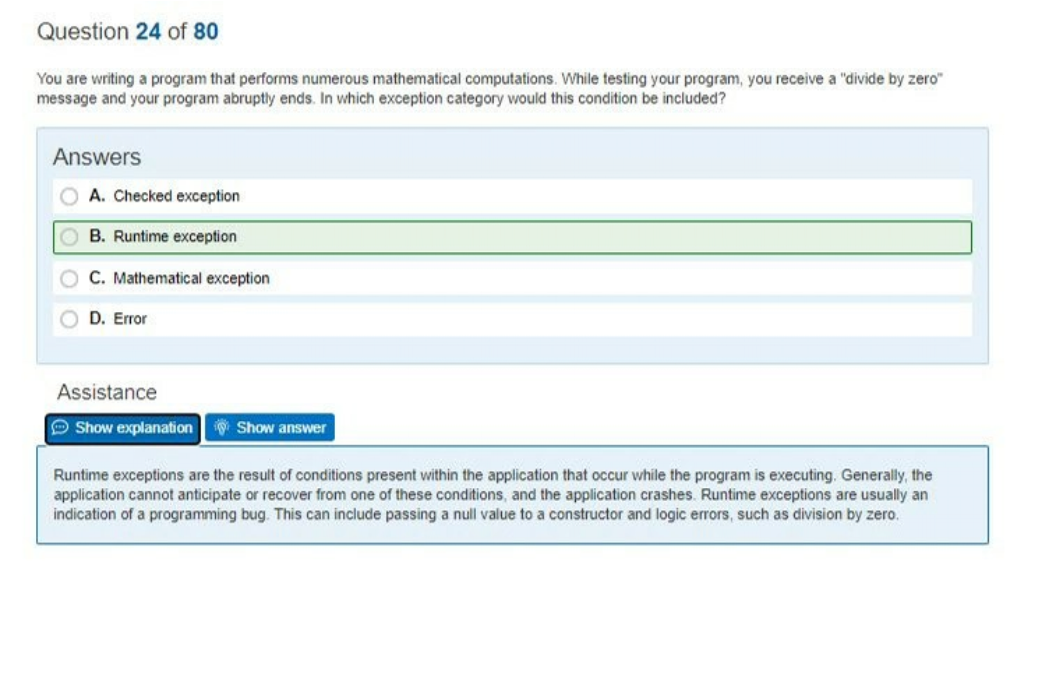 Question 24 of 80
You are writing a program that performs numerous mathematical computations. While testing your program, you receive a "divide by zero"
message and your program abruptly ends. In which exception category would this condition be included?
Answers
A. Checked exception
B. Runtime exception
C. Mathematical exception
D. Error
Assistance
Show explanation Show answer
Runtime exceptions are the result of conditions present within the application that occur while the program is executing. Generally, the
application cannot anticipate or recover from one of these conditions, and the application crashes. Runtime exceptions are usually an
indication of a programming bug. This can include passing a null value to a constructor and logic errors, such as division by zero.